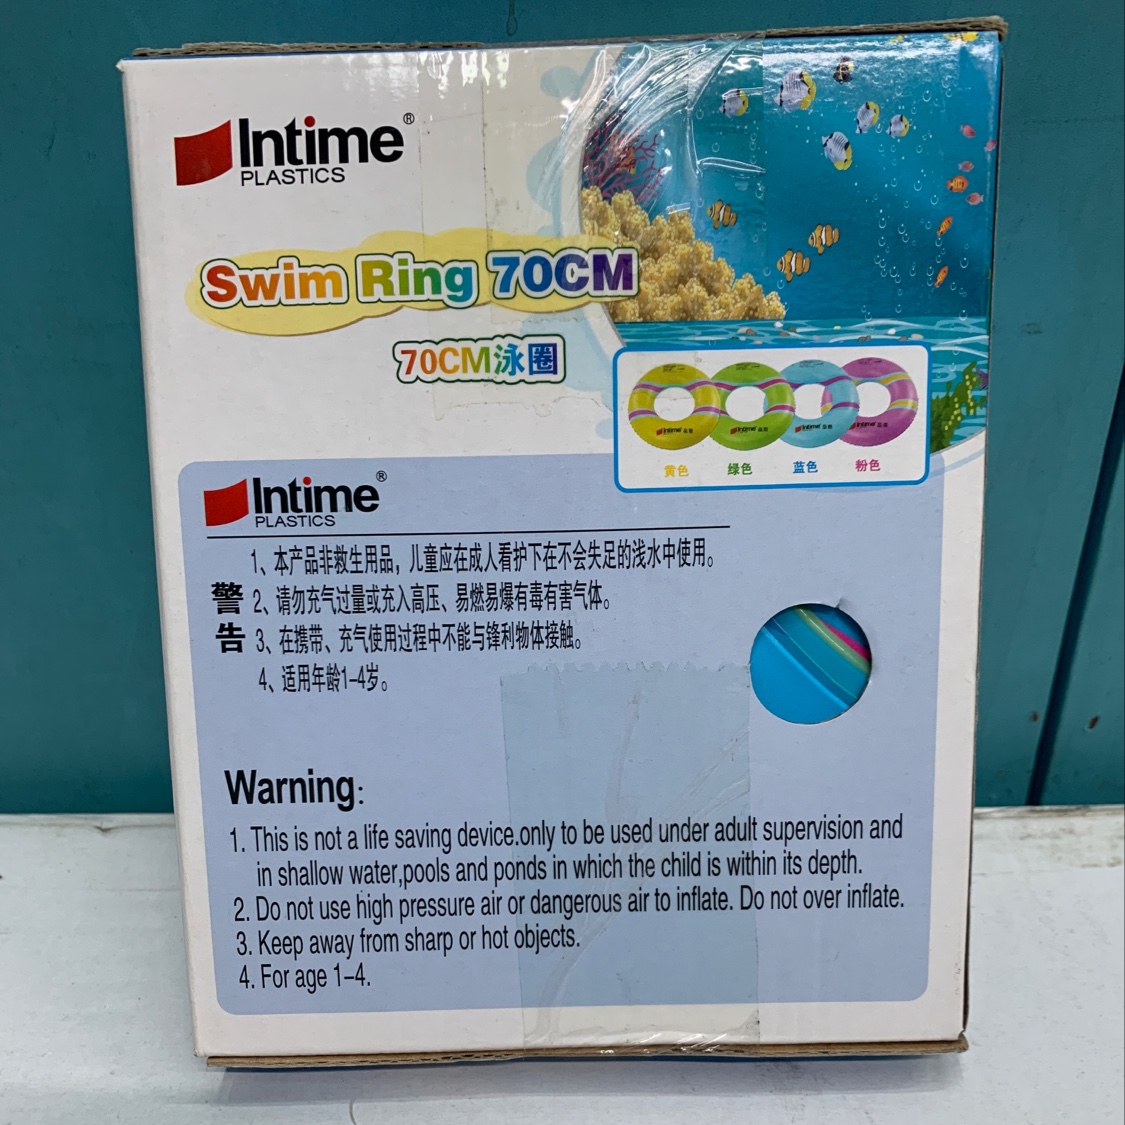 Intime®
PLASTICS
Swim Ring 70CM
70CM泳圈
黄色 绿色 蓝色 粉色
Intime®
PLASTICS
警告
1、本产品非救生用品，儿童应在成人看护下在不会失足的浅水中使用。
2、请勿充气过量或充入高压、易燃易爆有毒有害气体。
3、在携带、充气使用过程中不能与锋利物体接触。
4、适用年龄1-4岁。
Warning:
1. This is not a life saving device.only to be used under adult supervision and
in shallow water,pools and ponds in which the child is within its depth.
2. Do not use high pressure air or dangerous air to inflate. Do not over inflate.
3. Keep away from sharp or hot objects.
4. For age 1-4.